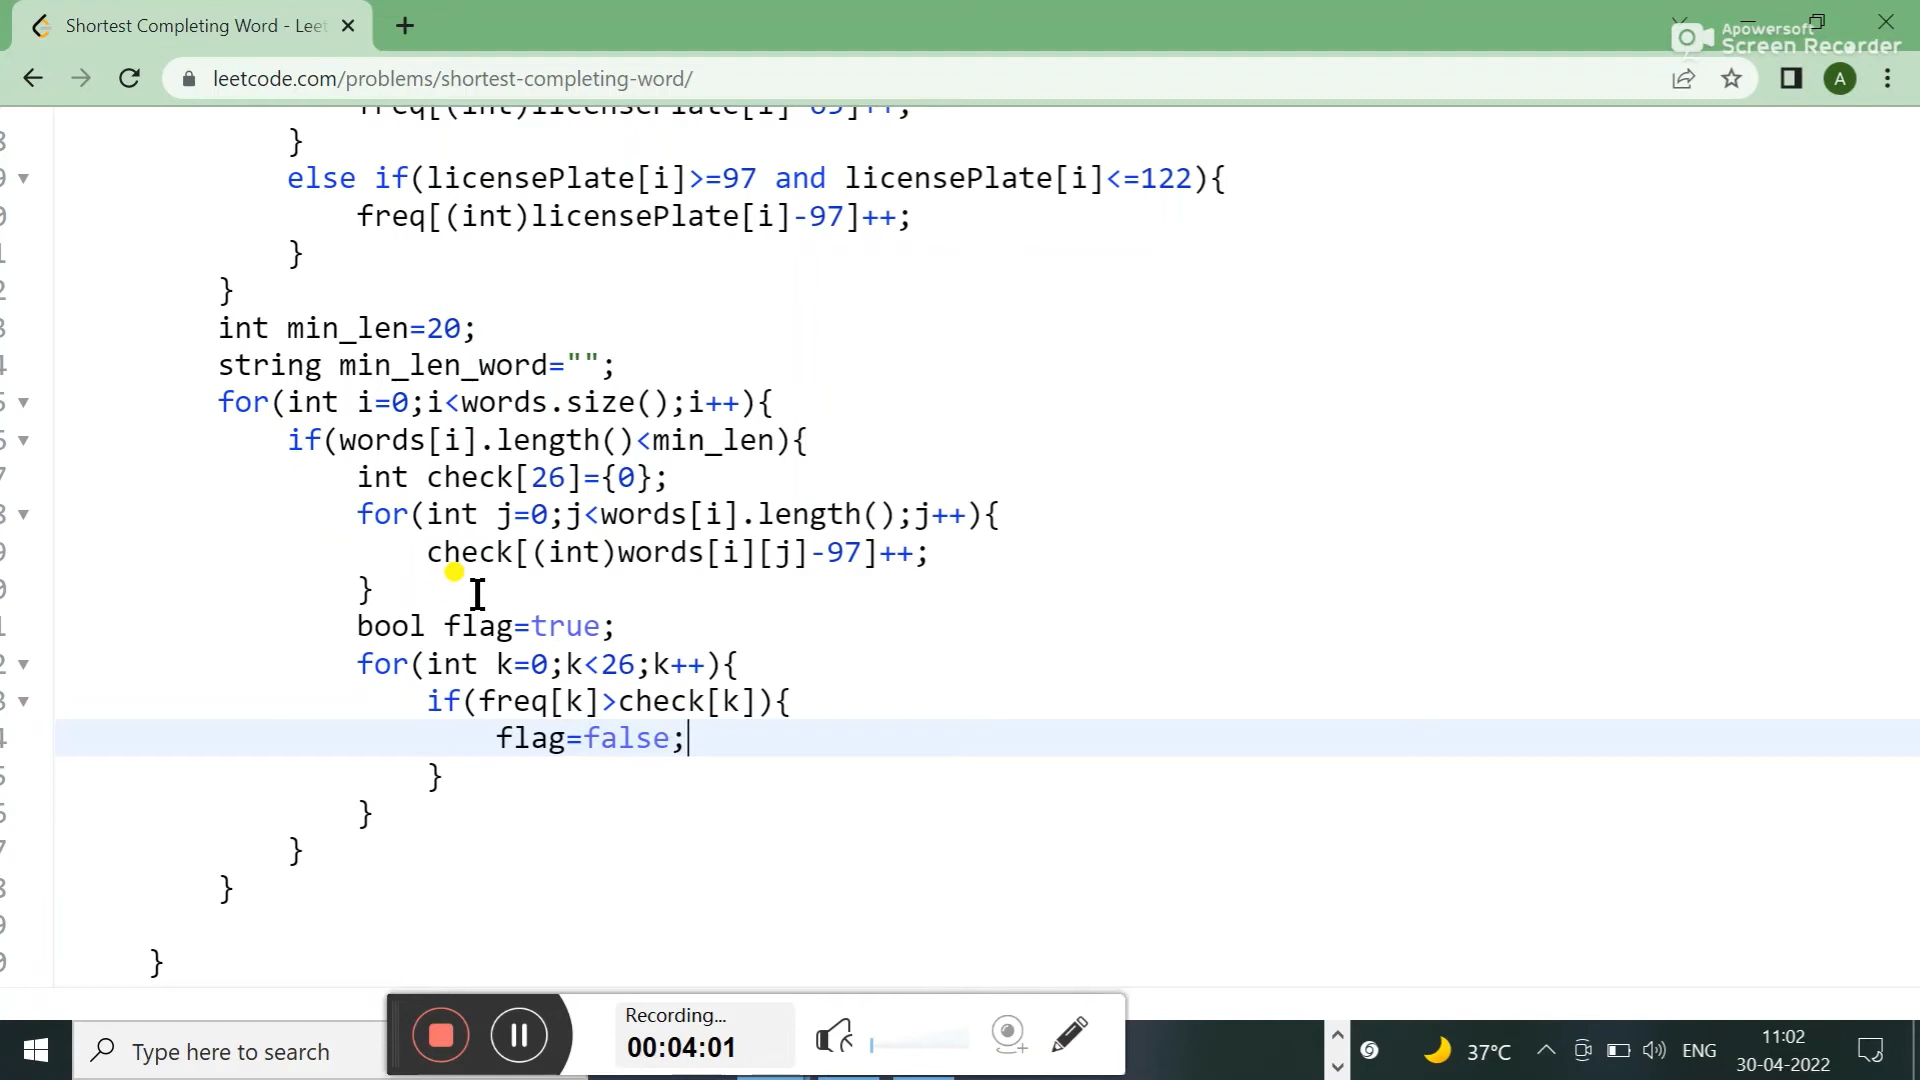 Shortest Completing Word - Leet
Apowersoft
Screen Recorder
leetcode.com/problems/shortest-completing-word/
A
freq[(int)licensePlate[i]-65]++;
}
else if(licensePlate[i]>=97 and licensePlate[i]<=122){
freq[(int)licensePlate[i]-97]++;
}
}
int min_len=20;
string min_len_word="";
for(int i=0;i<words.size();i++){
if(words[i].length()<min_len){
int check[26]={0};
for(int j=0;j<words[i].length();j++){
check[(int)words[i][j]-97]++;
}
bool flag=true;
for(int k=0;k<26;k++){
if(freq[k]>check[k]){
flag=false;
}
}
}
}
}
Recording...
00:04:01
Type here to search
37°C
ENG
11:02
30-04-2022